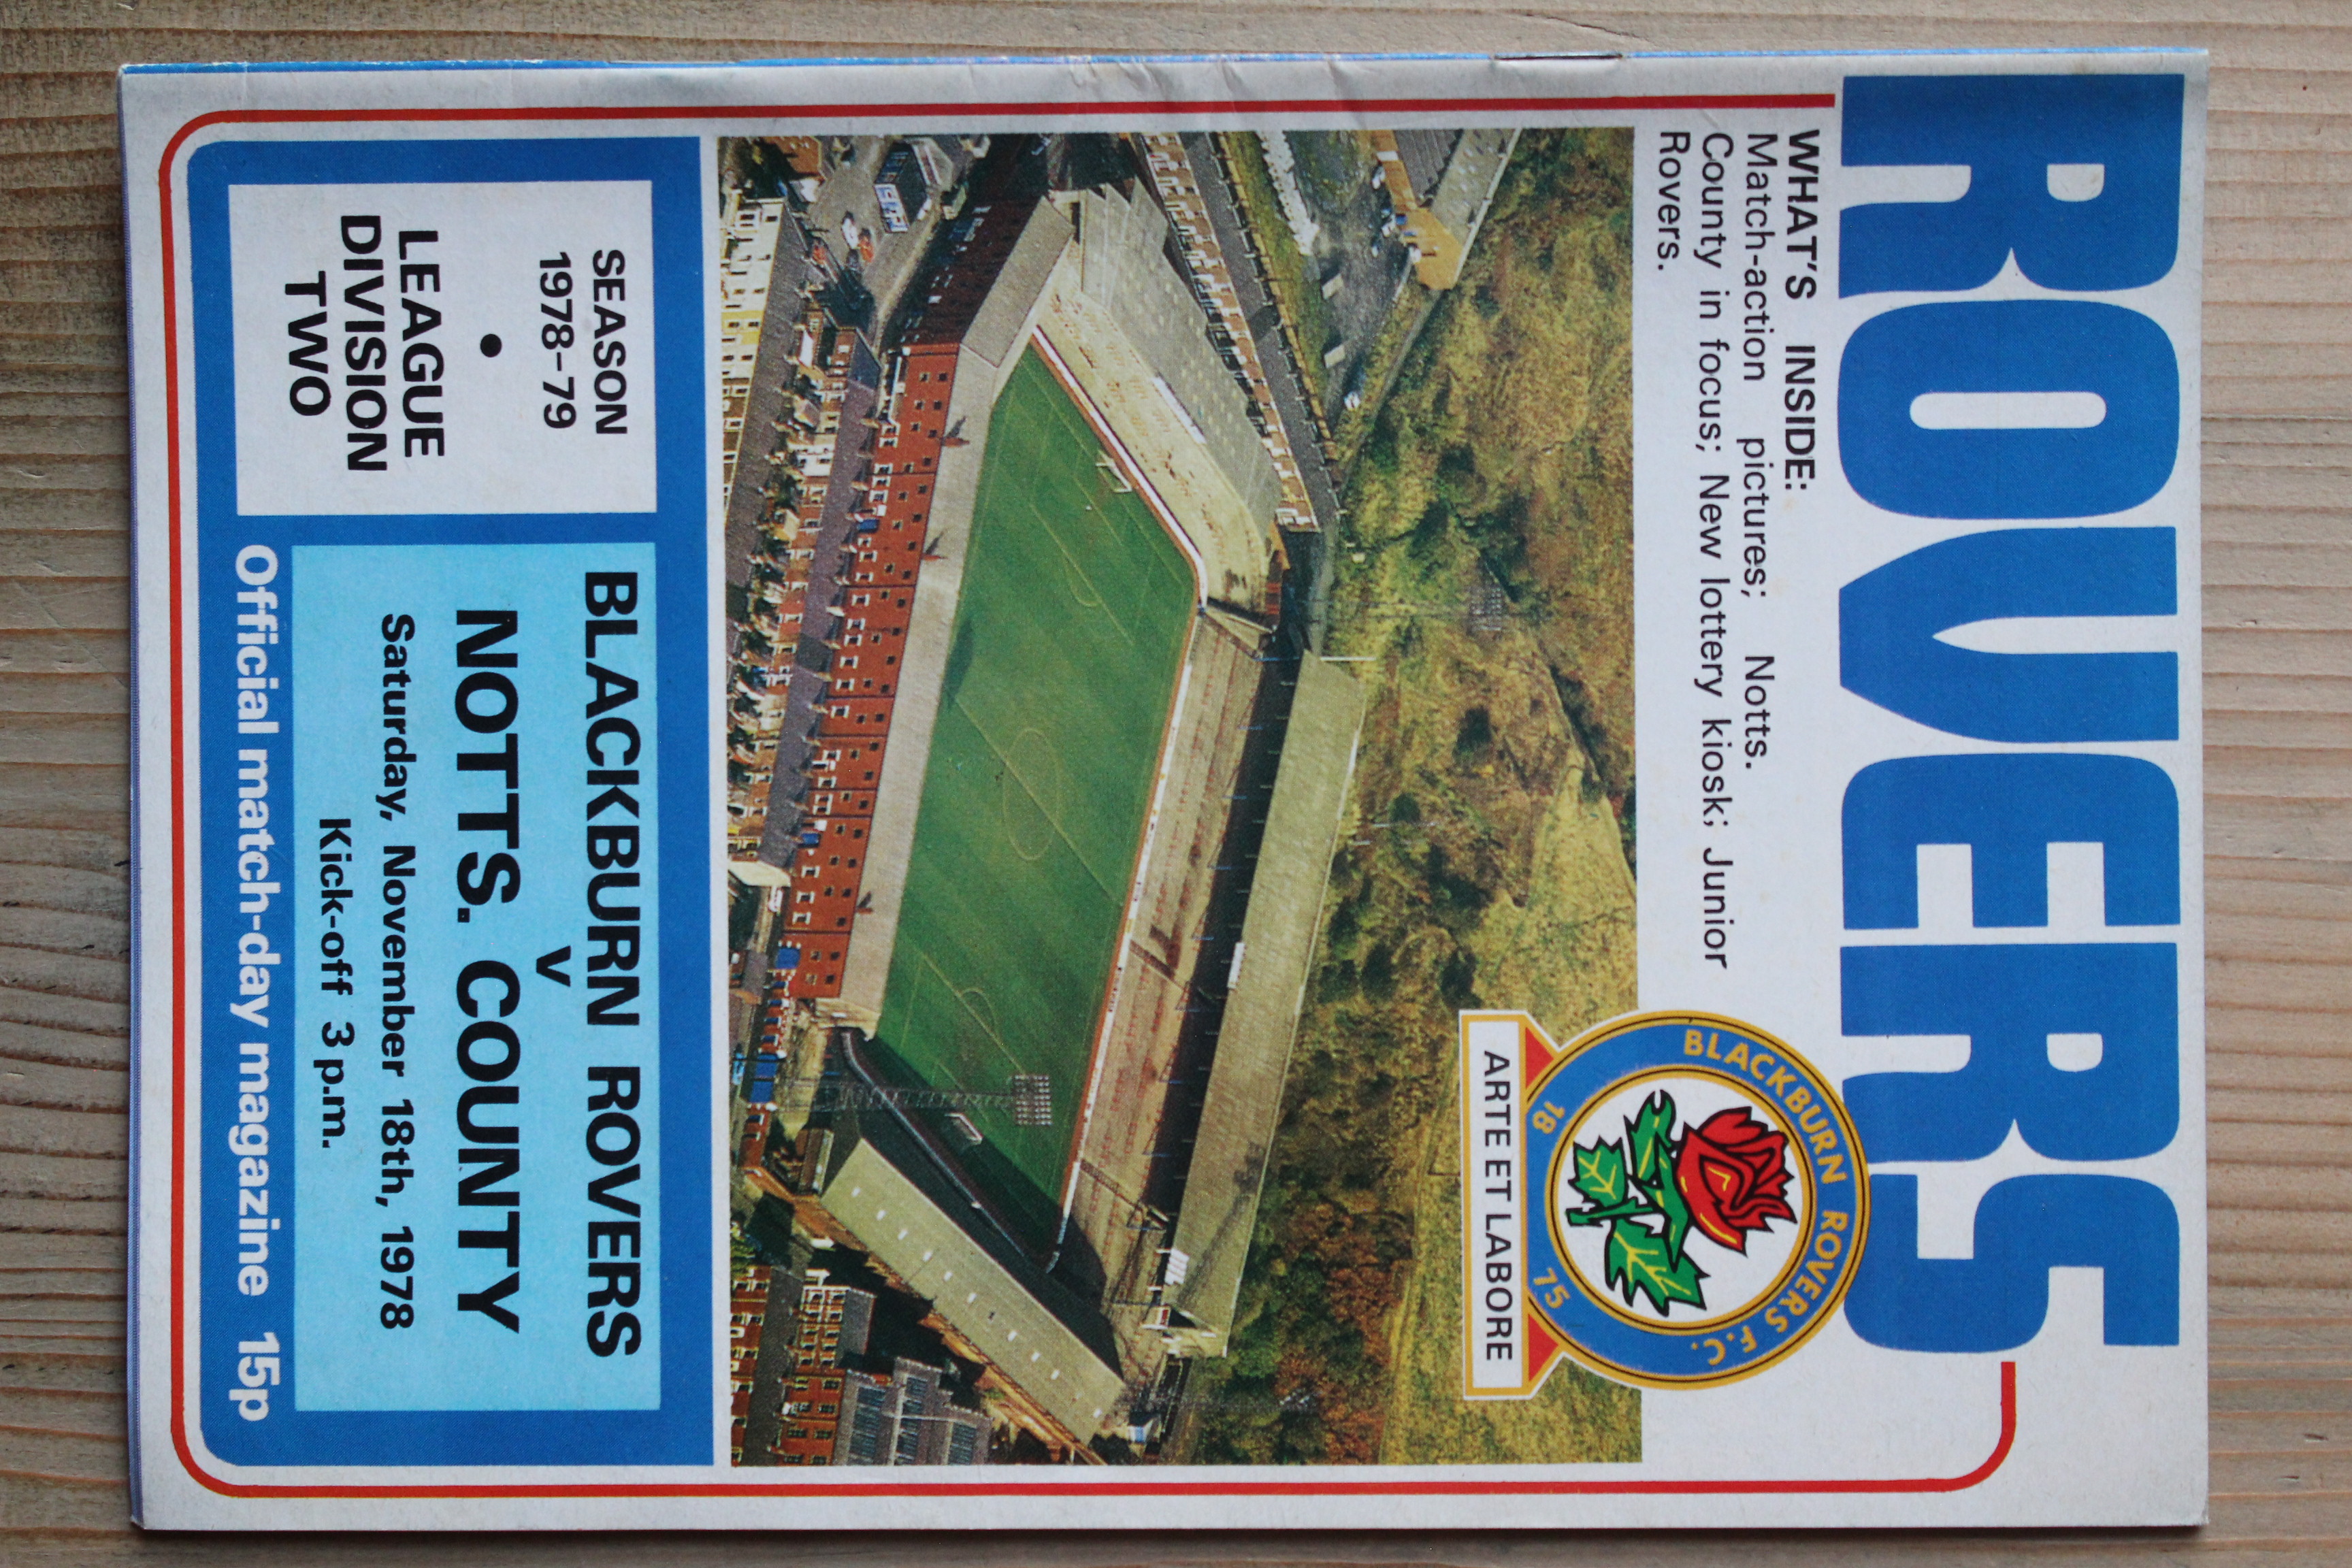 ROVERS
WHAT'S INSIDE:
Match-action pictures; Notts.
County in focus; New lottery kiosk; Junior
Rovers.
BLACKBURN ROVERS F.C.
18 75
ARTE ET LABORE
SEASON
1978-79
•
LEAGUE
DIVISION
TWO
BLACKBURN ROVERS
v
NOTTS. COUNTY
Saturday, November 18th, 1978
Kick-off 3 p.m.
Official match-day magazine 15p